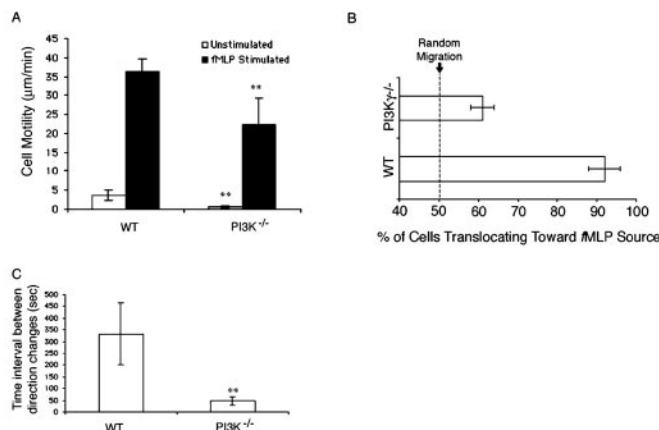 A
Cell Motility (μm/min)
45
40
35
30
25
20
15
10
5
0
Unstimulated
fMLP Stimulated
**
**
WT
PI3K-/-
B
Random
Migration
PI3Kγ-/-
WT
40 50 60 70 80 90 100
% of Cells Translocating Toward fMLP Source
C
Time interval between
direction changes (sec)
500
450
400
350
300
250
200
150
100
50
0
**
WT
PI3K-/-